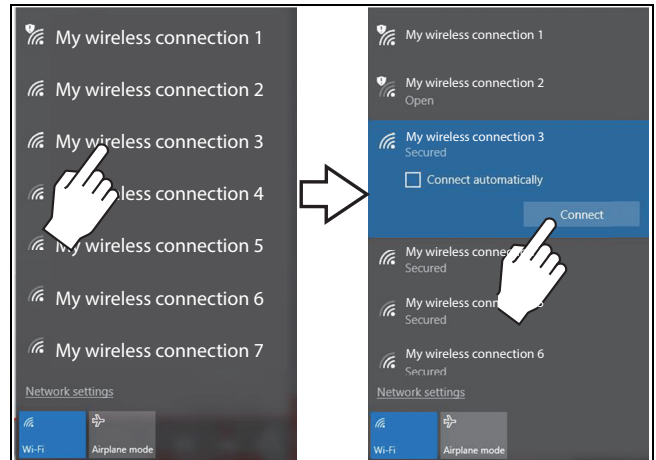 My wireless connection 1
My wireless connection 2
My wireless connection 3
connection 4
My wireless connection 5
My wireless connection 6
My wireless connection 7
Network settings
Wi-Fi
Airplane mode
My wireless connection 1
My wireless connection 2
Open
My wireless connection 3
Secured
Connect automatically
Connect
My wireless
Secured
My wireless
Secured
My wireless connection 6
Secured
Network settings
Wi-Fi
Airplane mode